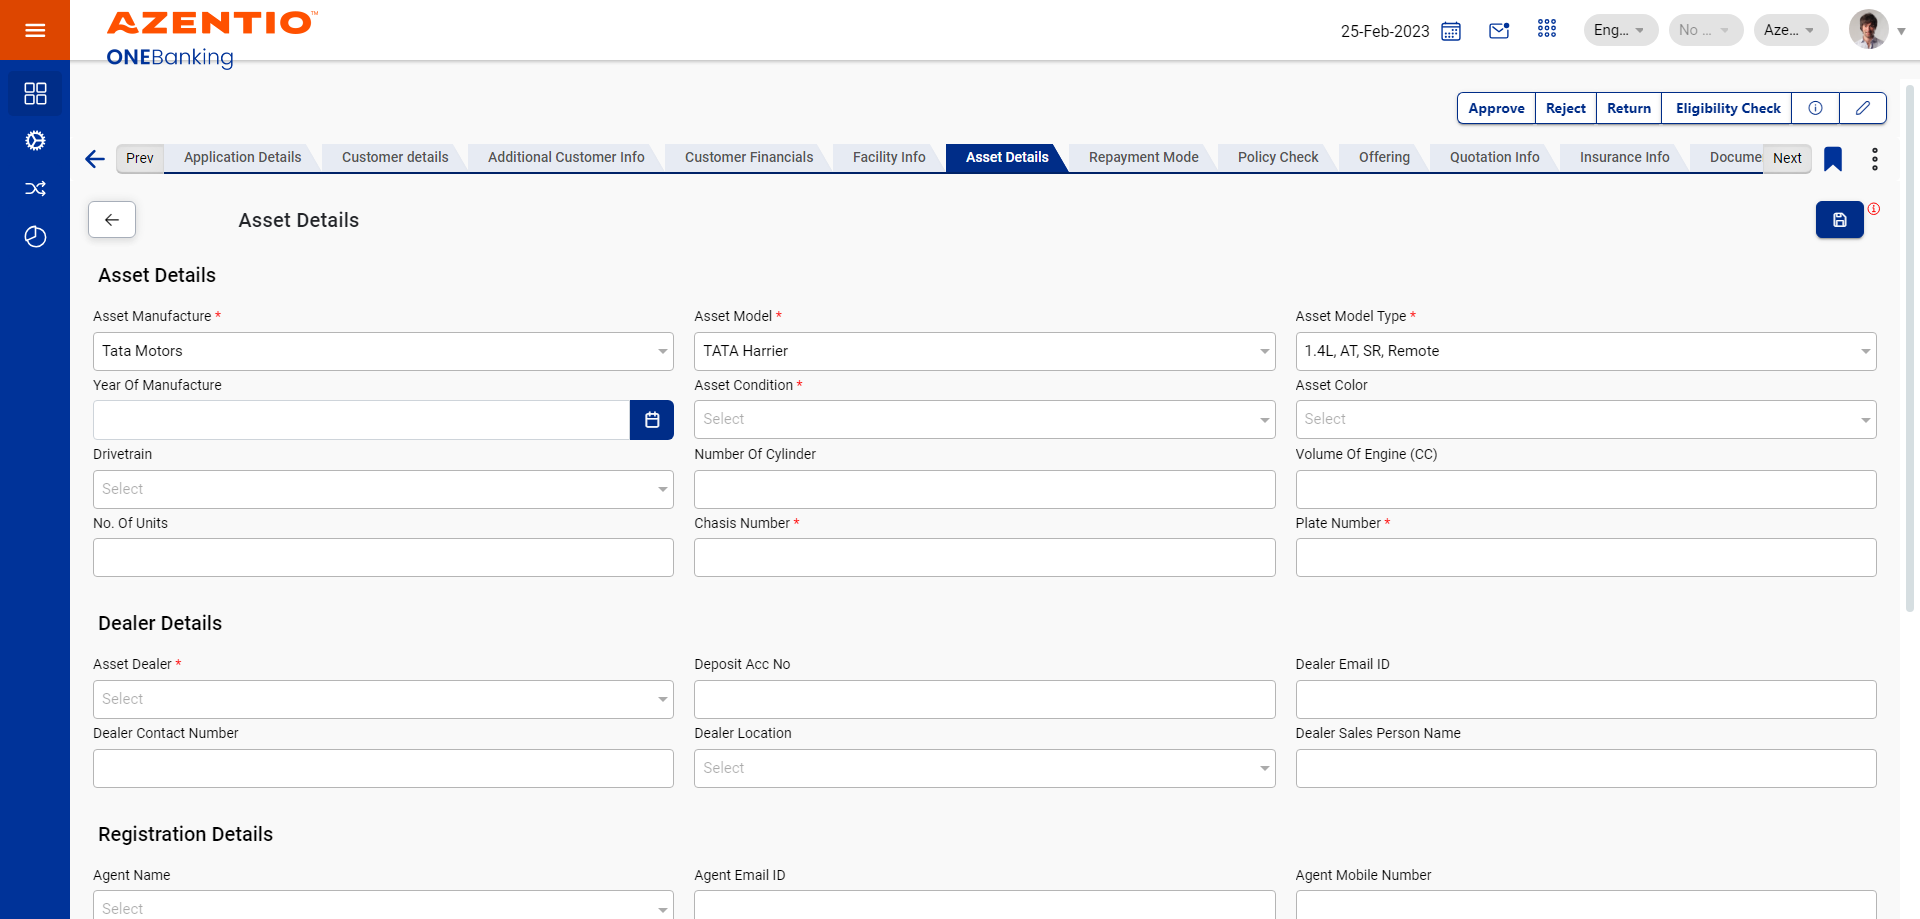 AZENTIO™
ONEBanking
25-Feb-2023
Eng...
No ...
Aze...
Approve
Reject
Return
Eligibility Check
Prev
Application Details
Customer details
Additional Customer Info
Customer Financials
Facility Info
Asset Details
Repayment Mode
Policy Check
Offering
Quotation Info
Insurance Info
Docume
Next
Asset Details
Asset Details
Asset Manufacture *
Asset Model *
Asset Model Type *
Tata Motors
TATA Harrier
1.4L, AT, SR, Remote
Year Of Manufacture
Asset Condition *
Asset Color
Select
Select
Drivetrain
Number Of Cylinder
Volume Of Engine (CC)
Select
No. Of Units
Chasis Number *
Plate Number *
Dealer Details
Asset Dealer *
Deposit Acc No
Dealer Email ID
Select
Dealer Contact Number
Dealer Location
Dealer Sales Person Name
Select
Registration Details
Agent Name
Agent Email ID
Agent Mobile Number
Select